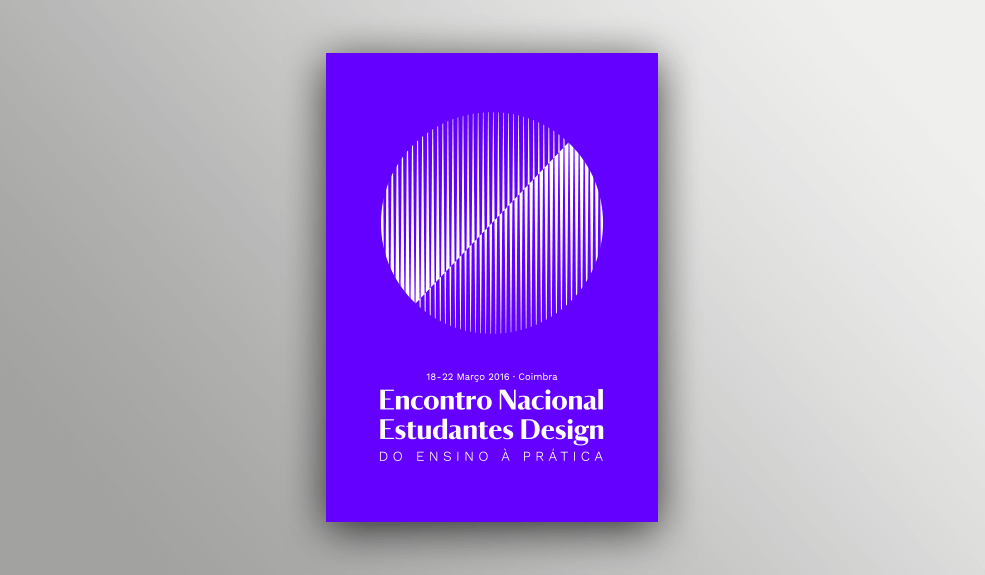 18-22 Março 2016 · Coimbra
Encontro Nacional
Estudantes Design
DO ENSINO À PRÁTICA